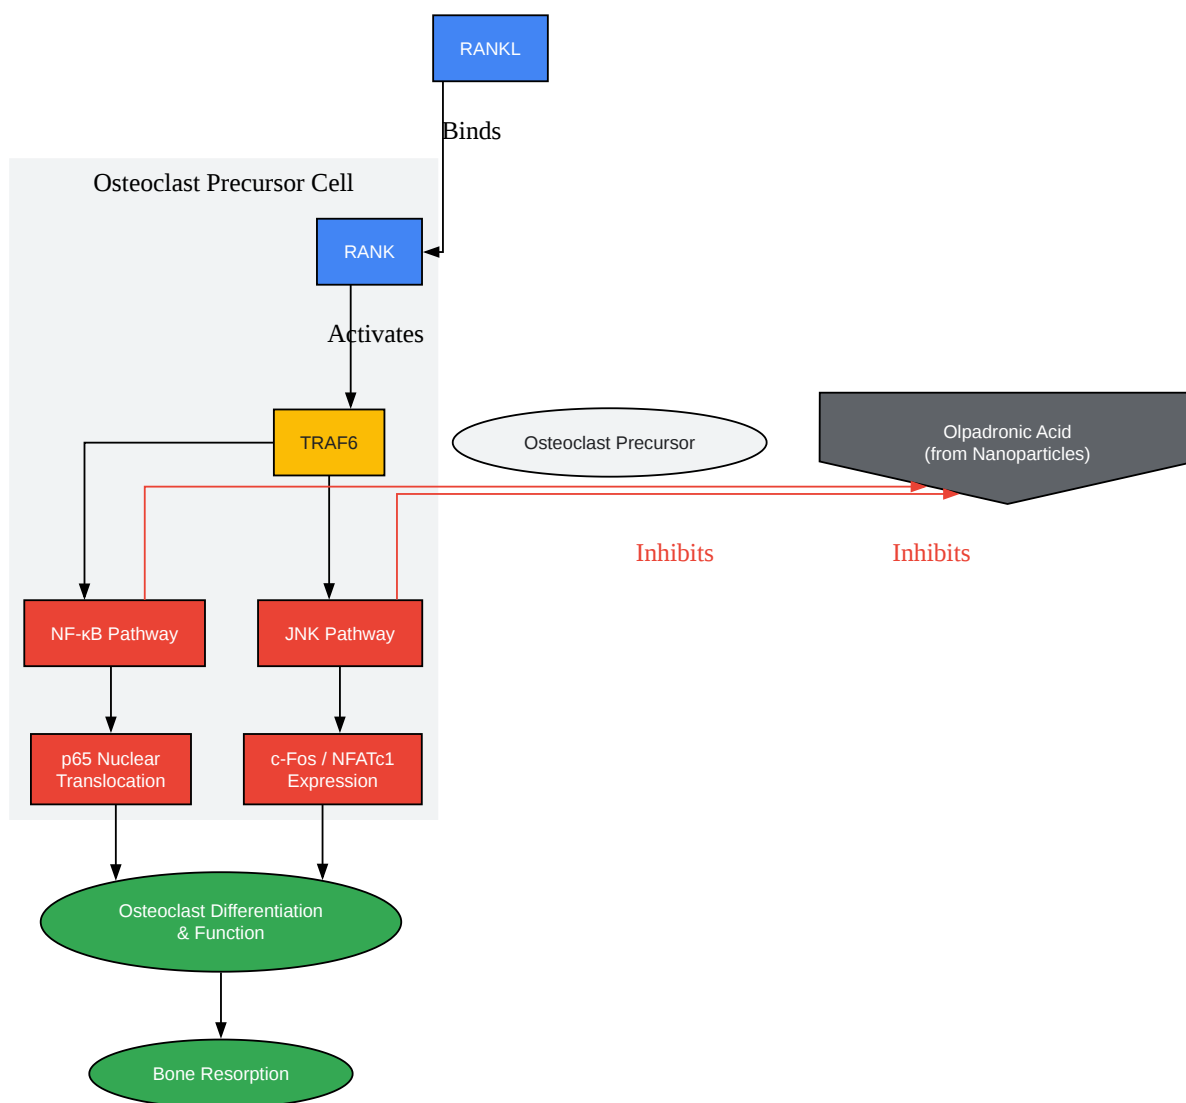 RANKL
Binds
Osteoclast Precursor Cell
RANK
Activates
TRAF6
Osteoclast Precursor
Olpadronic Acid
(from Nanoparticles)
Inhibits
Inhibits
NF-κB Pathway
JNK Pathway
p65 Nuclear
Translocation
c-Fos / NFATc1
Expression
Osteoclast Differentiation
& Function
Bone Resorption